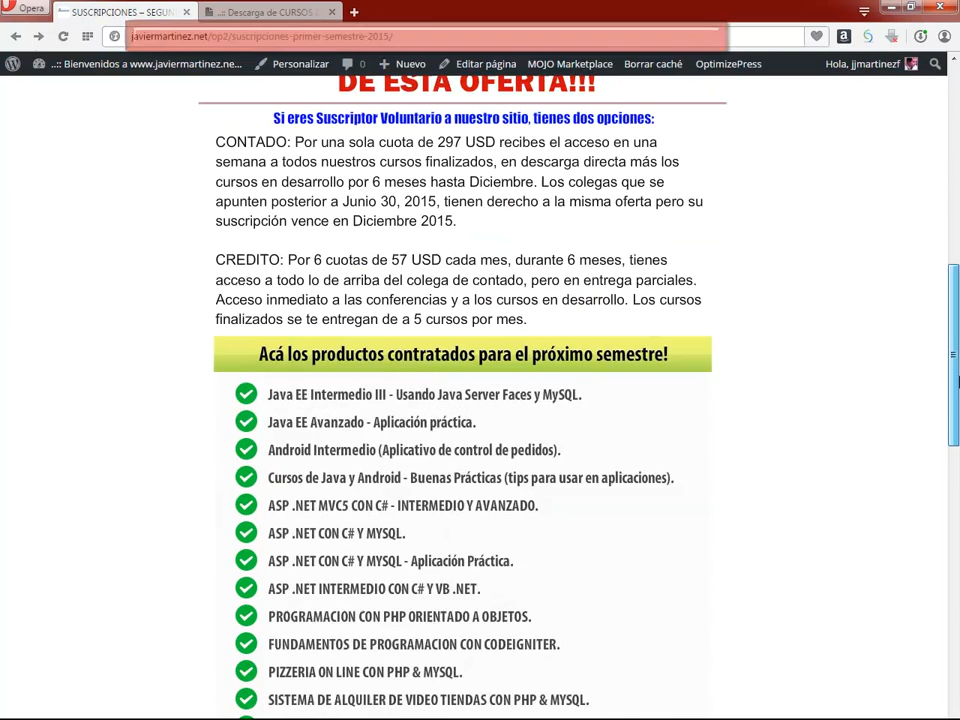 Opera
SUSCRIPCIONES – SEGUN
..:: Descarga de CURSOS
javiermartinez.net/op2/suscripciones-primer-semestre-2015/
..:: Bienvenidos a www.javiermartinez.ne...
Personalizar
0
Nuevo
Editar página
MOJO Marketplace
Borrar caché
OptimizePress
Hola, jjmartinezf
DE ESTA OFERTA!!!
Si eres Suscriptor Voluntario a nuestro sitio, tienes dos opciones:
CONTADO: Por una sola cuota de 297 USD recibes el acceso en una
semana a todos nuestros cursos finalizados, en descarga directa más los
cursos en desarrollo por 6 meses hasta Diciembre. Los colegas que se
apunten posterior a Junio 30, 2015, tienen derecho a la misma oferta pero su
suscripción vence en Diciembre 2015.
CREDITO: Por 6 cuotas de 57 USD cada mes, durante 6 meses, tienes
acceso a todo lo de arriba del colega de contado, pero en entrega parciales.
Acceso inmediato a las conferencias y a los cursos en desarrollo. Los cursos
finalizados se te entregan de a 5 cursos por mes.
Acá los productos contratados para el próximo semestre!
Java EE Intermedio III - Usando Java Server Faces y MySQL.
Java EE Avanzado - Aplicación práctica.
Android Intermedio (Aplicativo de control de pedidos).
Cursos de Java y Android - Buenas Prácticas (tips para usar en aplicaciones).
ASP .NET MVC5 CON C# - INTERMEDIO Y AVANZADO.
ASP .NET CON C# Y MYSQL.
ASP .NET CON C# Y MYSQL - Aplicación Práctica.
ASP .NET INTERMEDIO CON C# Y VB .NET.
PROGRAMACION CON PHP ORIENTADO A OBJETOS.
FUNDAMENTOS DE PROGRAMACION CON CODEIGNITER.
PIZZERIA ON LINE CON PHP & MYSQL.
SISTEMA DE ALQUILER DE VIDEO TIENDAS CON PHP & MYSQL.